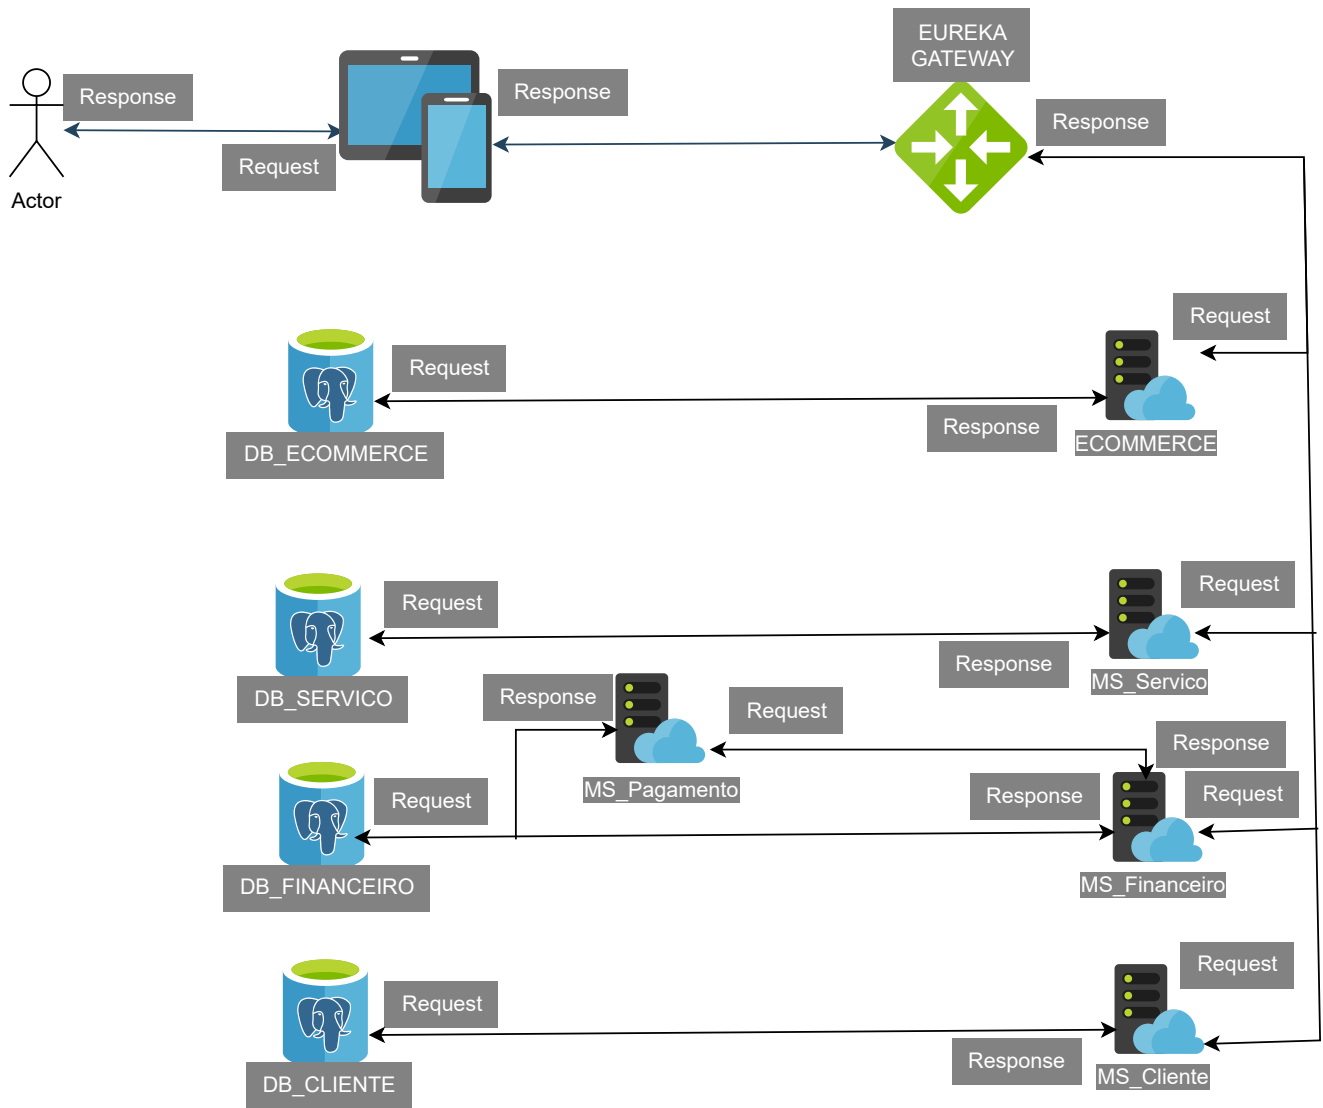 EUREKA
GATEWAY
Response
Response
Response
Request
Actor
Request
Request
Response
ECOMMERCE
DB_ECOMMERCE
Request
Request
Response
MS_Servico
DB_SERVICO
Response
Request
Response
MS_Pagamento
Request
Response
Request
MS_Financeiro
DB_FINANCEIRO
Request
Request
Response
MS_Cliente
DB_CLIENTE